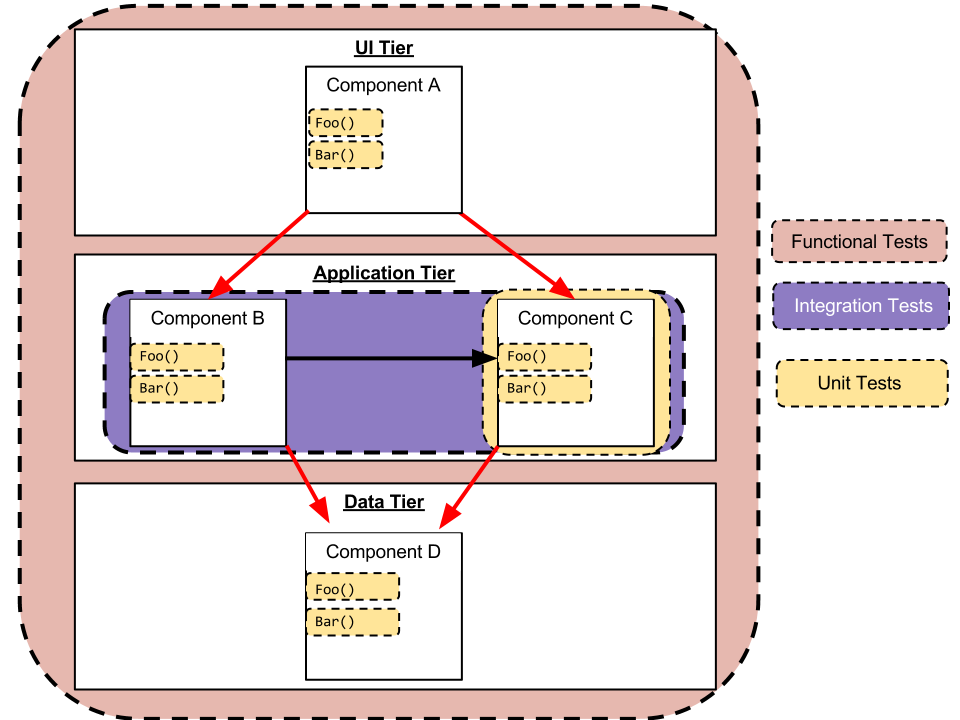 UI Tier
Component A
Foo()
Bar()
Application Tier
Component B
Foo()
Bar()
Component C
Foo()
Bar()
Data Tier
Component D
Foo()
Bar()
Functional Tests
Integration Tests
Unit Tests